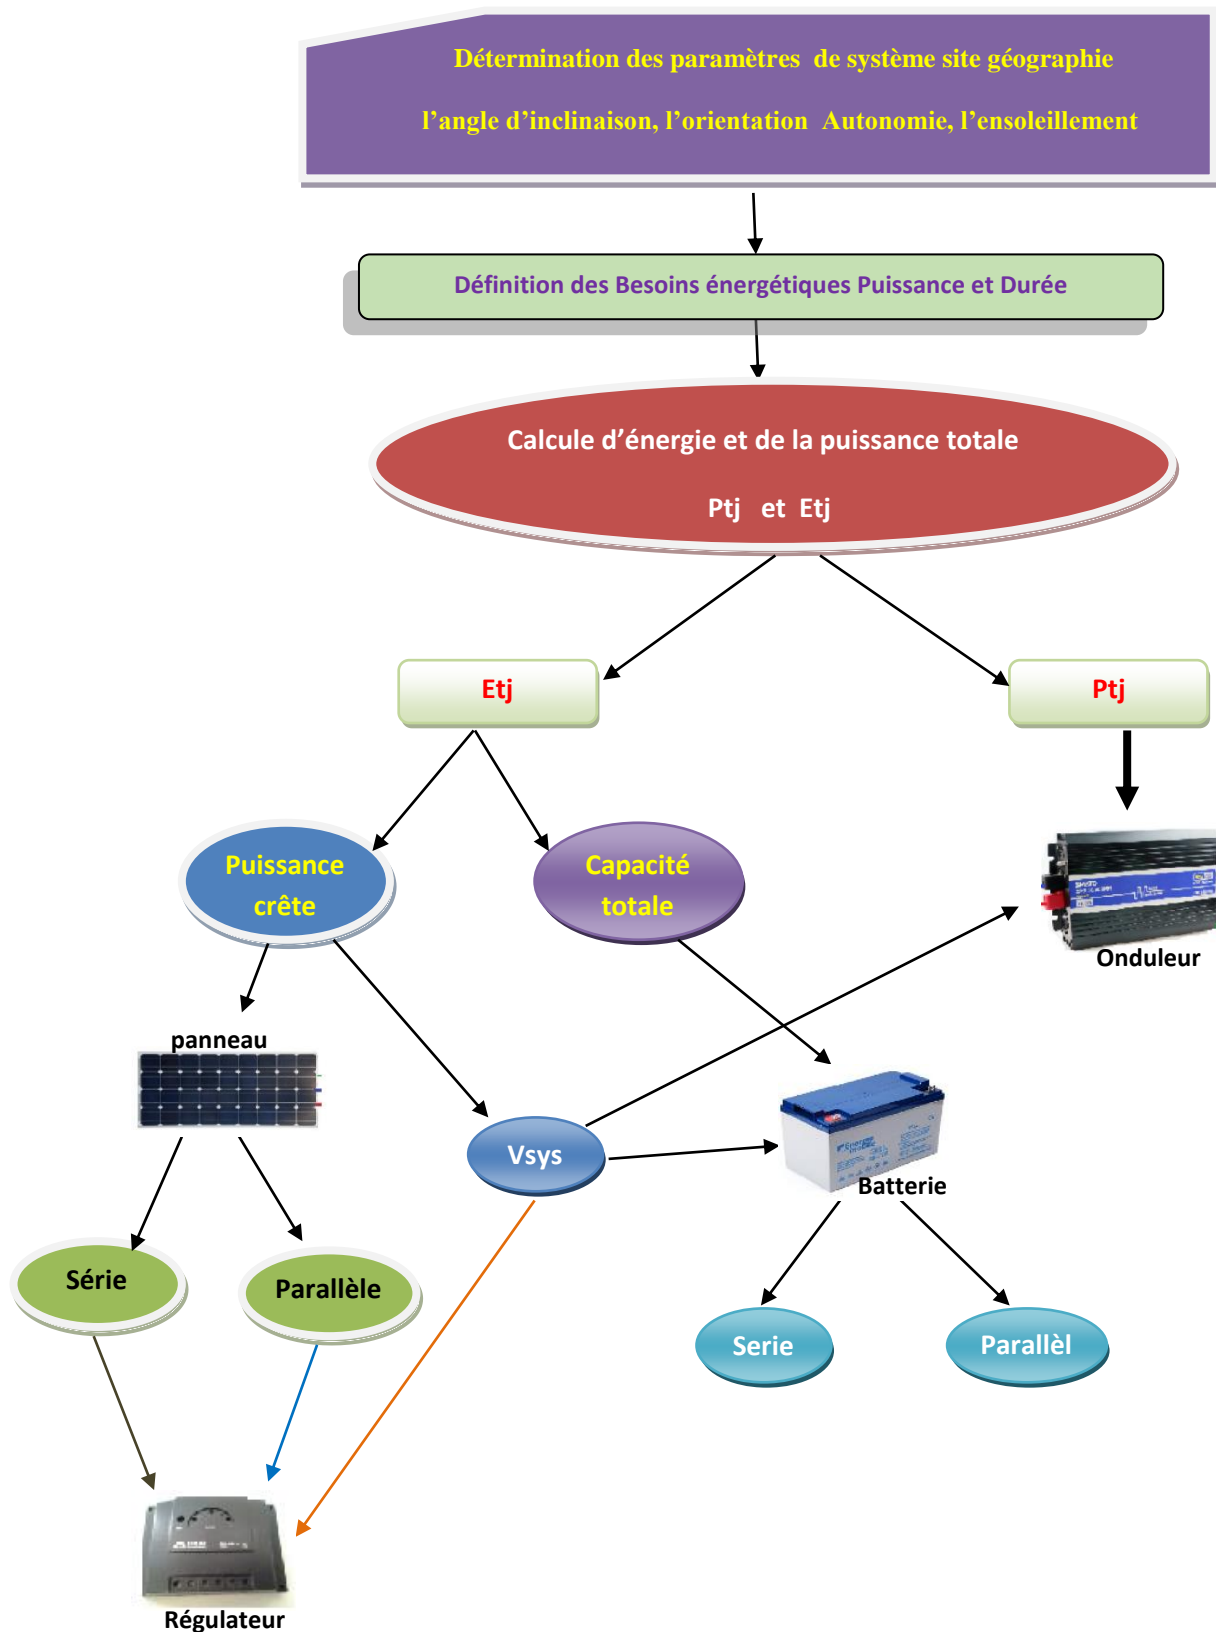 Détermination des paramètres de système site géographie
l’angle d’inclinaison, l’orientation Autonomie, l’ensoleillement
Définition des Besoins énergétiques Puissance et Durée
Calcule d’énergie et de la puissance totale
Ptj et Etj
Etj
Ptj
Puissance
crête
Capacité
totale
Onduleur
panneau
Vsys
Batterie
Série
Parallèle
Serie
Parallèl
Régulateur